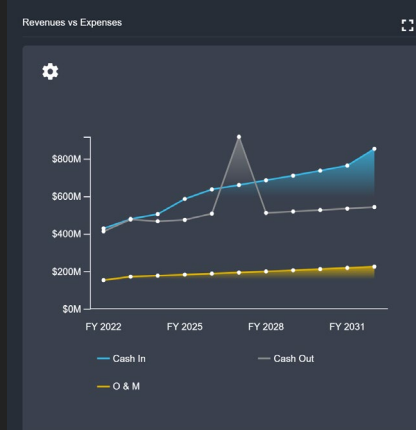 Revenues vs Expenses
$800M
$600M
$400M
$200M
$0M
FY 2022 FY 2025 FY 2028 FY 2031
Cash In Cash Out
O & M